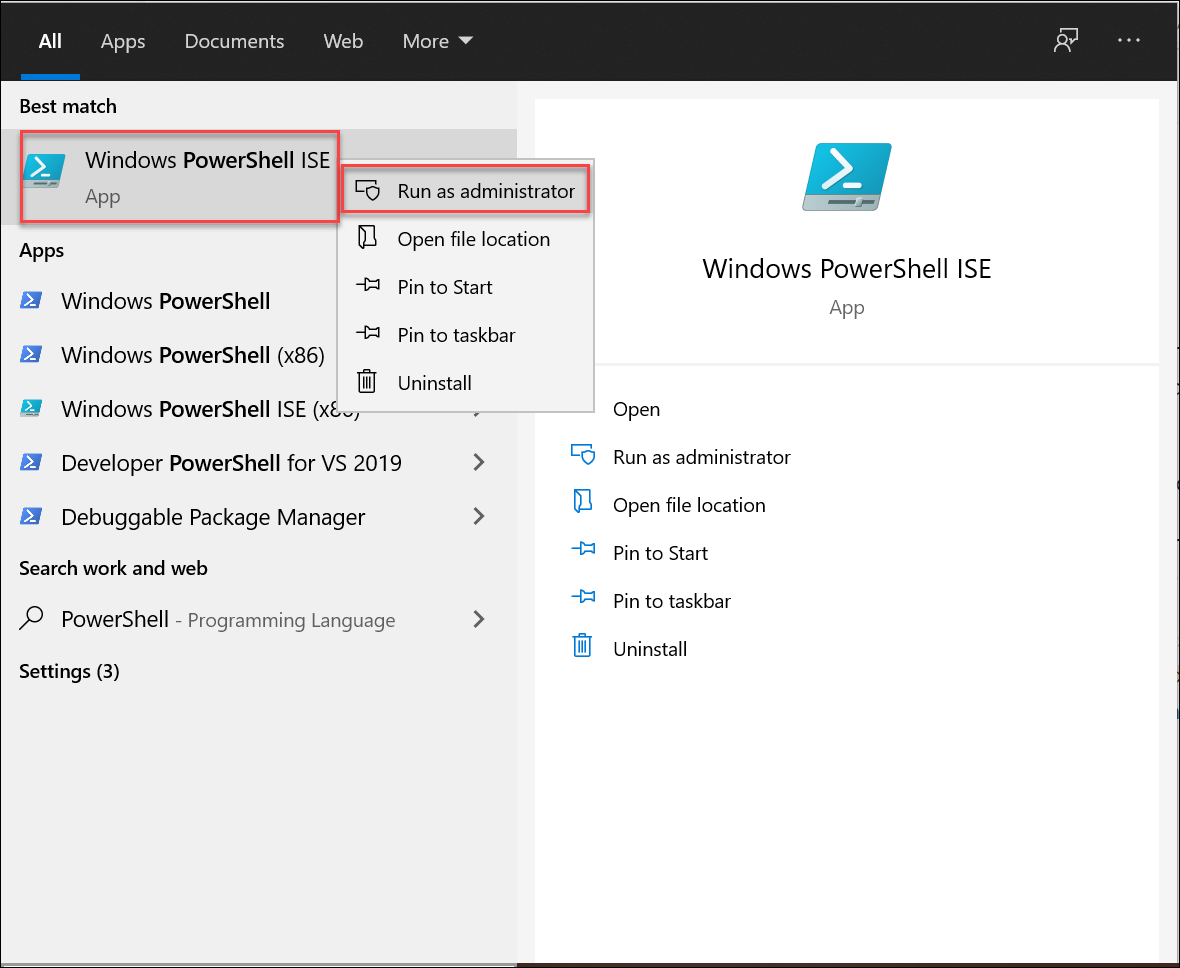 All Apps Documents Web More
Best match
Windows PowerShell ISE
App
Run as administrator
Open file location
Pin to Start
Pin to taskbar
Uninstall
Apps
Windows PowerShell
Windows PowerShell (x86)
Windows PowerShell ISE (x86)
Developer PowerShell for VS 2019
Debuggable Package Manager
Search work and web
PowerShell - Programming Language
Settings (3)
Windows PowerShell ISE
App
Open
Run as administrator
Open file location
Pin to Start
Pin to taskbar
Uninstall